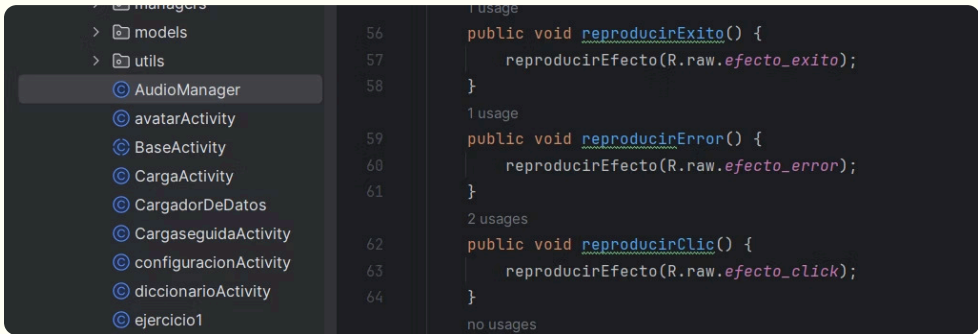 managers
models
utils
AudioManager
avatarActivity
BaseActivity
CargaActivity
CargadorDeDatos
CargaseguidaActivity
configuracionActivity
diccionarioActivity
ejercicio1
1 usage
56 public void reproducirExito() {
57 reproducirEfecto(R.raw.efecto_exito);
58 }
1 usage
59 public void reproducirError() {
60 reproducirEfecto(R.raw.efecto_error);
61 }
2 usages
62 public void reproducirClic() {
63 reproducirEfecto(R.raw.efecto_click);
64 }
no usages